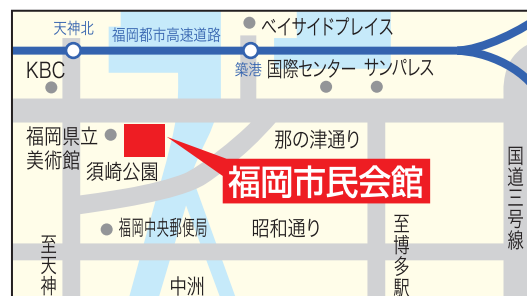 天神北
福岡都市高速道路
ベイサイドプレイス
KBC
築港
国際センター
サンパレス
福岡県立
美術館
須崎公園
那の津通り
福岡市民会館
国道三号線
福岡中央郵便局
昭和通り
至天神
中洲
至博多駅